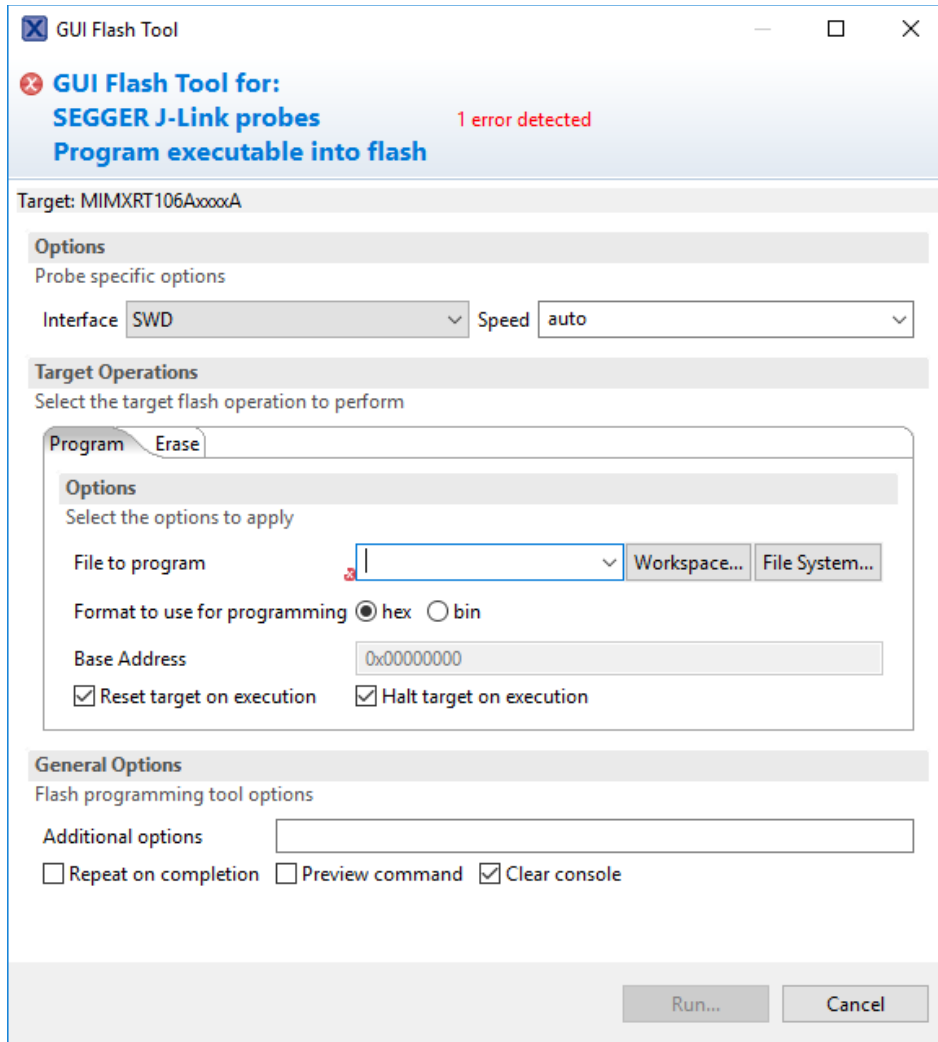 GUI Flash Tool
GUI Flash Tool for:
SEGGER J-Link probes 1 error detected
Program executable into flash
Target: MIMXRT106AxxxxA
Options
Probe specific options
Interface SWD Speed auto
Target Operations
Select the target flash operation to perform
Program Erase
Options
Select the options to apply
File to program Workspace... File System...
Format to use for programming hex bin
Base Address 0x00000000
Reset target on execution Halt target on execution
General Options
Flash programming tool options
Additional options
Repeat on completion Preview command Clear console
Run... Cancel